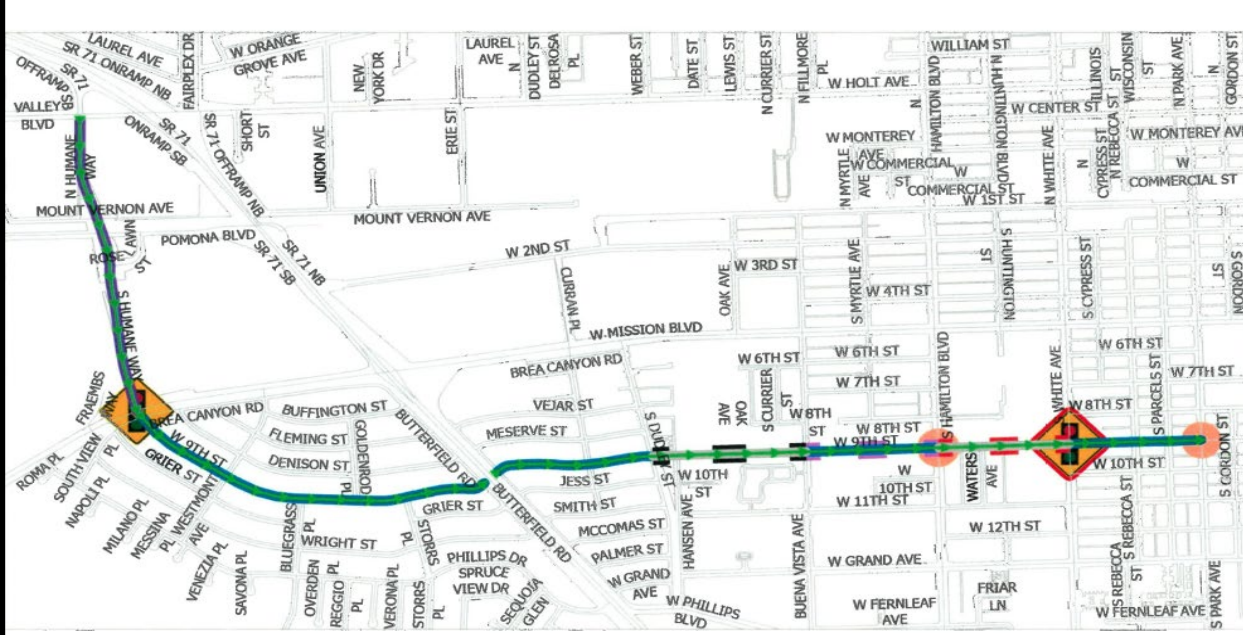 LAUREL AVE
SR 71 ONRAMP NB
OFFRAMP SB
SR 71
FAIRPLEX DR
W ORANGE
GROVE AVE
NEW
YORK DR
LAUREL
AVE
N
DUDLEY ST
DELROSA
PL
WEBER ST
DATE ST
LEWIS ST
N CURRIER ST
N FILLMORE
PL
WILLIAM ST
W HOLT AVE
N
HAMILTON BLVD
N HUNTINGTON BLVD
ILLINOIS
ST
WISCONSIN
ST
N PARK AVE
N
GORDON ST
VALLEY
BLVD
ONRAMP SB
SR 71
SR 71 OFFRAMP NB
SHORT
ST
UNION AVE
ERIE ST
W CENTER ST
W MONTEREY
AVE
W MONTEREY AVE
W COMMERCIAL
ST
W
COMMERCIAL ST
N WHITE AVE
N
CYPRESS ST
N REBECCA ST
W
COMMERCIAL ST
N HUMANE
WAY
MOUNT VERNON AVE
MOUNT VERNON AVE
N MYRTLE
AVE
W 1ST ST
POMONA BLVD
ROSE
LAWN
ST
SR 71 NB
SR 71 SB
W 2ND ST
W 3RD ST
W 4TH ST
OAK AVE
S MYRTLE AVE
S HUNTINGTON
ST
S CYPRESS ST
S GORDON
ST
CURRAN PL
S HUMANE WAY
W MISSION BLVD
BREA CANYON RD
W 6TH ST
W 6TH ST
W 6TH ST
W 7TH ST
W 7TH ST
FRAEMBS
WAY
BREA CANYON RD
BUFFINGTON ST
VEJAR ST
OAK
AVE
S CURRIER
ST
W 8TH
ST
W 8TH ST
W 8TH ST
S HAMILTON BLVD
WHITE AVE
S PARCELS ST
MESERVE ST
FLEMING ST
DENISON ST
GOLDENROD
PL
BUTTERFIELD RD
S DUDLEY ST
W 9TH ST
W 9TH ST
GRIER ST
ROMA PL
SOUTH VIEW
PL
NAPOLI PL
MILANO PL
MESSINA
PL
WESTMONT
AVE
JESS ST
W 10TH
ST
W
10TH ST
WATERS
AVE
W 10TH ST
S GORDON ST
GRIER ST
BUTTERFIELD RD
SMITH ST
W 11TH ST
MCCOMAS ST
HANSEN AVE
BUENA VISTA AVE
W 12TH ST
S REBECCA ST
VENEZIA PL
SAVONA PL
BLUEGRASS
PL
WRIGHT ST
STORRS
PL
PHILLIPS DR
SPRUCE
VIEW DR
PALMER ST
W GRAND
AVE
W GRAND AVE
OVERDEN
PL
REGGIO
PL
VERONA PL
STORRS
PL
SEQUOIA
GLEN
W PHILLIPS
BLVD
W FERNLEAF
AVE
FRIAR
LN
S REBECCA
ST
W FERNLEAF AVE
S PARK AVE